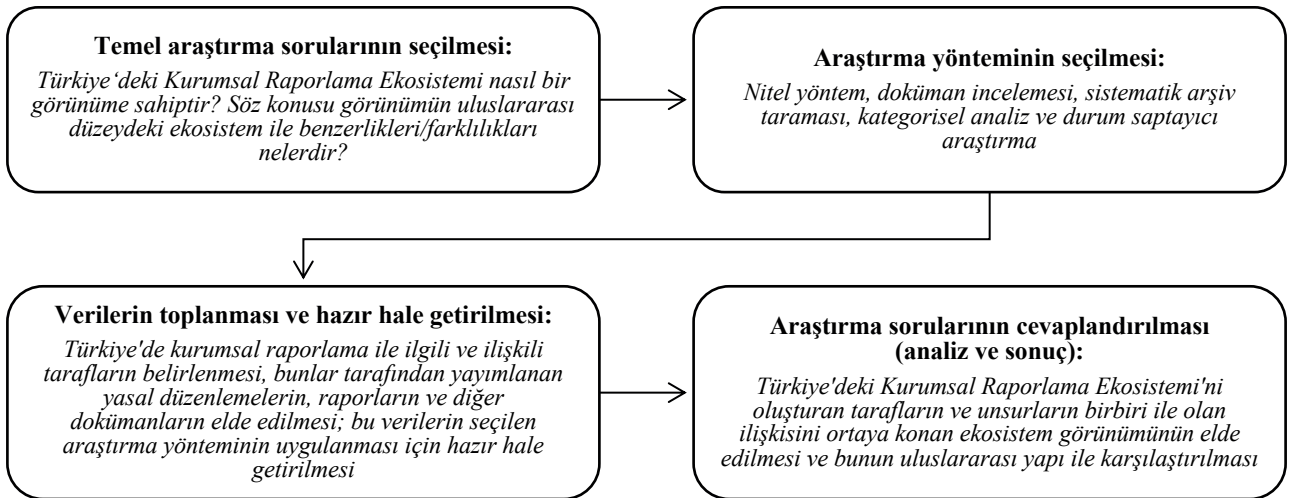 Temel araştırma sorularının seçilmesi:
Türkiye‘deki Kurumsal Raporlama Ekosistemi nasıl bir
görünüme sahiptir? Söz konusu görünümün uluslararası
düzeydeki ekosistem ile benzerlikleri/farklılıkları
nelerdir?
Araştırma yönteminin seçilmesi:
Nitel yöntem, doküman incelemesi, sistematik arşiv
taraması, kategorisel analiz ve durum saptayıcı
araştırma
Verilerin toplanması ve hazır hale getirilmesi:
Türkiye'de kurumsal raporlama ile ilgili ve ilişkili
tarafların belirlenmesi, bunlar tarafından yayımlanan
yasal düzenlemelerin, raporların ve diğer
dokümanların elde edilmesi; bu verilerin seçilen
araştırma yönteminin uygulanması için hazır hale
getirilmesi
Araştırma sorularının cevaplandırılması
(analiz ve sonuç):
Türkiye'deki Kurumsal Raporlama Ekosistemi'ni
oluşturan tarafların ve unsurların birbiri ile olan
ilişkisini ortaya konan ekosistem görünümünün elde
edilmesi ve bunun uluslararası yapı ile karşılaştırılması